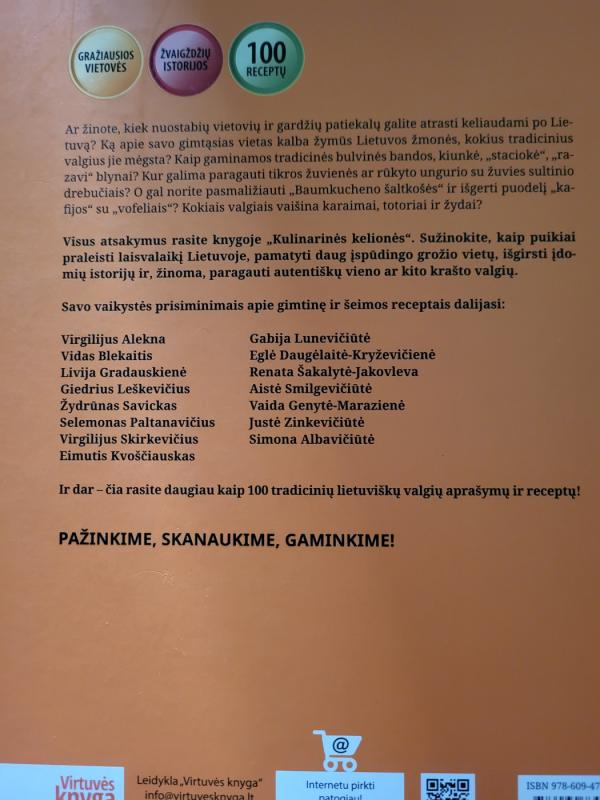 GRAŽIAUSIOS
VIETOVĖS
ŽVAIGŽDŽIŲ
ISTORIJOS
100
RECEPTŲ
Ar žinote, kiek nuostabių vietovių ir gardžių patiekalų galite atrasti keliaudami po Lie-
tuvą? Ką apie savo gimtąsias vietas kalba žymūs Lietuvos žmonės, kokius tradicinius
valgius jie mėgsta? Kaip gaminamos tradicinės bulvinės bandos, kiunkė, „staciokė“, „ra-
zavi“ blynai? Kur galima paragauti tikros žuvienės ar rūkyto ungurio su žuvies sultinio
drebučiais? O gal norite pasmaližiauti „Baumkucheno šaltkošės“ ir išgerti puodelį „ka-
fijos“ su „vofeliais“? Kokiais valgiais vaišina karaimai, totoriai ir žydai?
Visus atsakymus rasite knygoje „Kulinarinės kelionės“. Sužinokite, kaip puikiai
praleisti laisvalaikį Lietuvoje, pamatyti daug įspūdingo grožio vietų, išgirsti įdo-
mių istorijų ir, žinoma, paragauti autentiškų vieno ar kito krašto valgių.
Savo vaikystės prisiminimais apie gimtinę ir šeimos receptais dalijasi:
Virgilijus Alekna
Vidas Blekaitis
Livija Gradauskienė
Giedrius Leškevičius
Žydrūnas Savickas
Selemonas Paltanavičius
Virgilijus Skirkevičius
Eimutis Kvoščiauskas
Gabija Lunevičiūtė
Eglė Daugėlaitė-Kryževičienė
Renata Šakalytė-Jakovleva
Aistė Smilgevičiūtė
Vaida Genytė-Marazienė
Justė Zinkevičiūtė
Simona Albavičiūtė
Ir dar – čia rasite daugiau kaip 100 tradicinių lietuviškų valgių aprašymų ir receptų!
PAŽINKIME, SKANAUKIME, GAMINKIME!
@
Virtuvės
knyga
Leidykla „Virtuvės knyga“
info@virtuvesknyga.lt
Internetu pirkti
patogiau!
ISBN 978-609-47